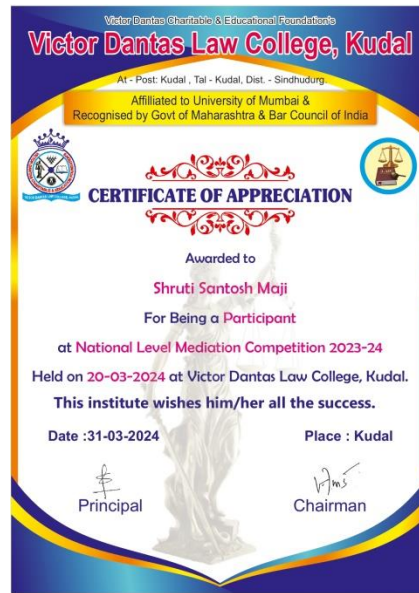 Victor Dantas Charitable & Educational Foundation's
Victor Dantas Law College, Kudal
At - Post: Kudal , Tal - Kudal, Dist. - Sindhudurg.
Affilliated to University of Mumbai &
Recognised by Govt of Maharashtra & Bar Council of India
CERTIFICATE OF APPRECIATION
Awarded to
Shruti Santosh Maji
For Being a Participant
at National Level Mediation Competition 2023-24
Held on 20-03-2024 at Victor Dantas Law College, Kudal.
This institute wishes him/her all the success.
Date :31-03-2024 Place : Kudal
Principal Chairman